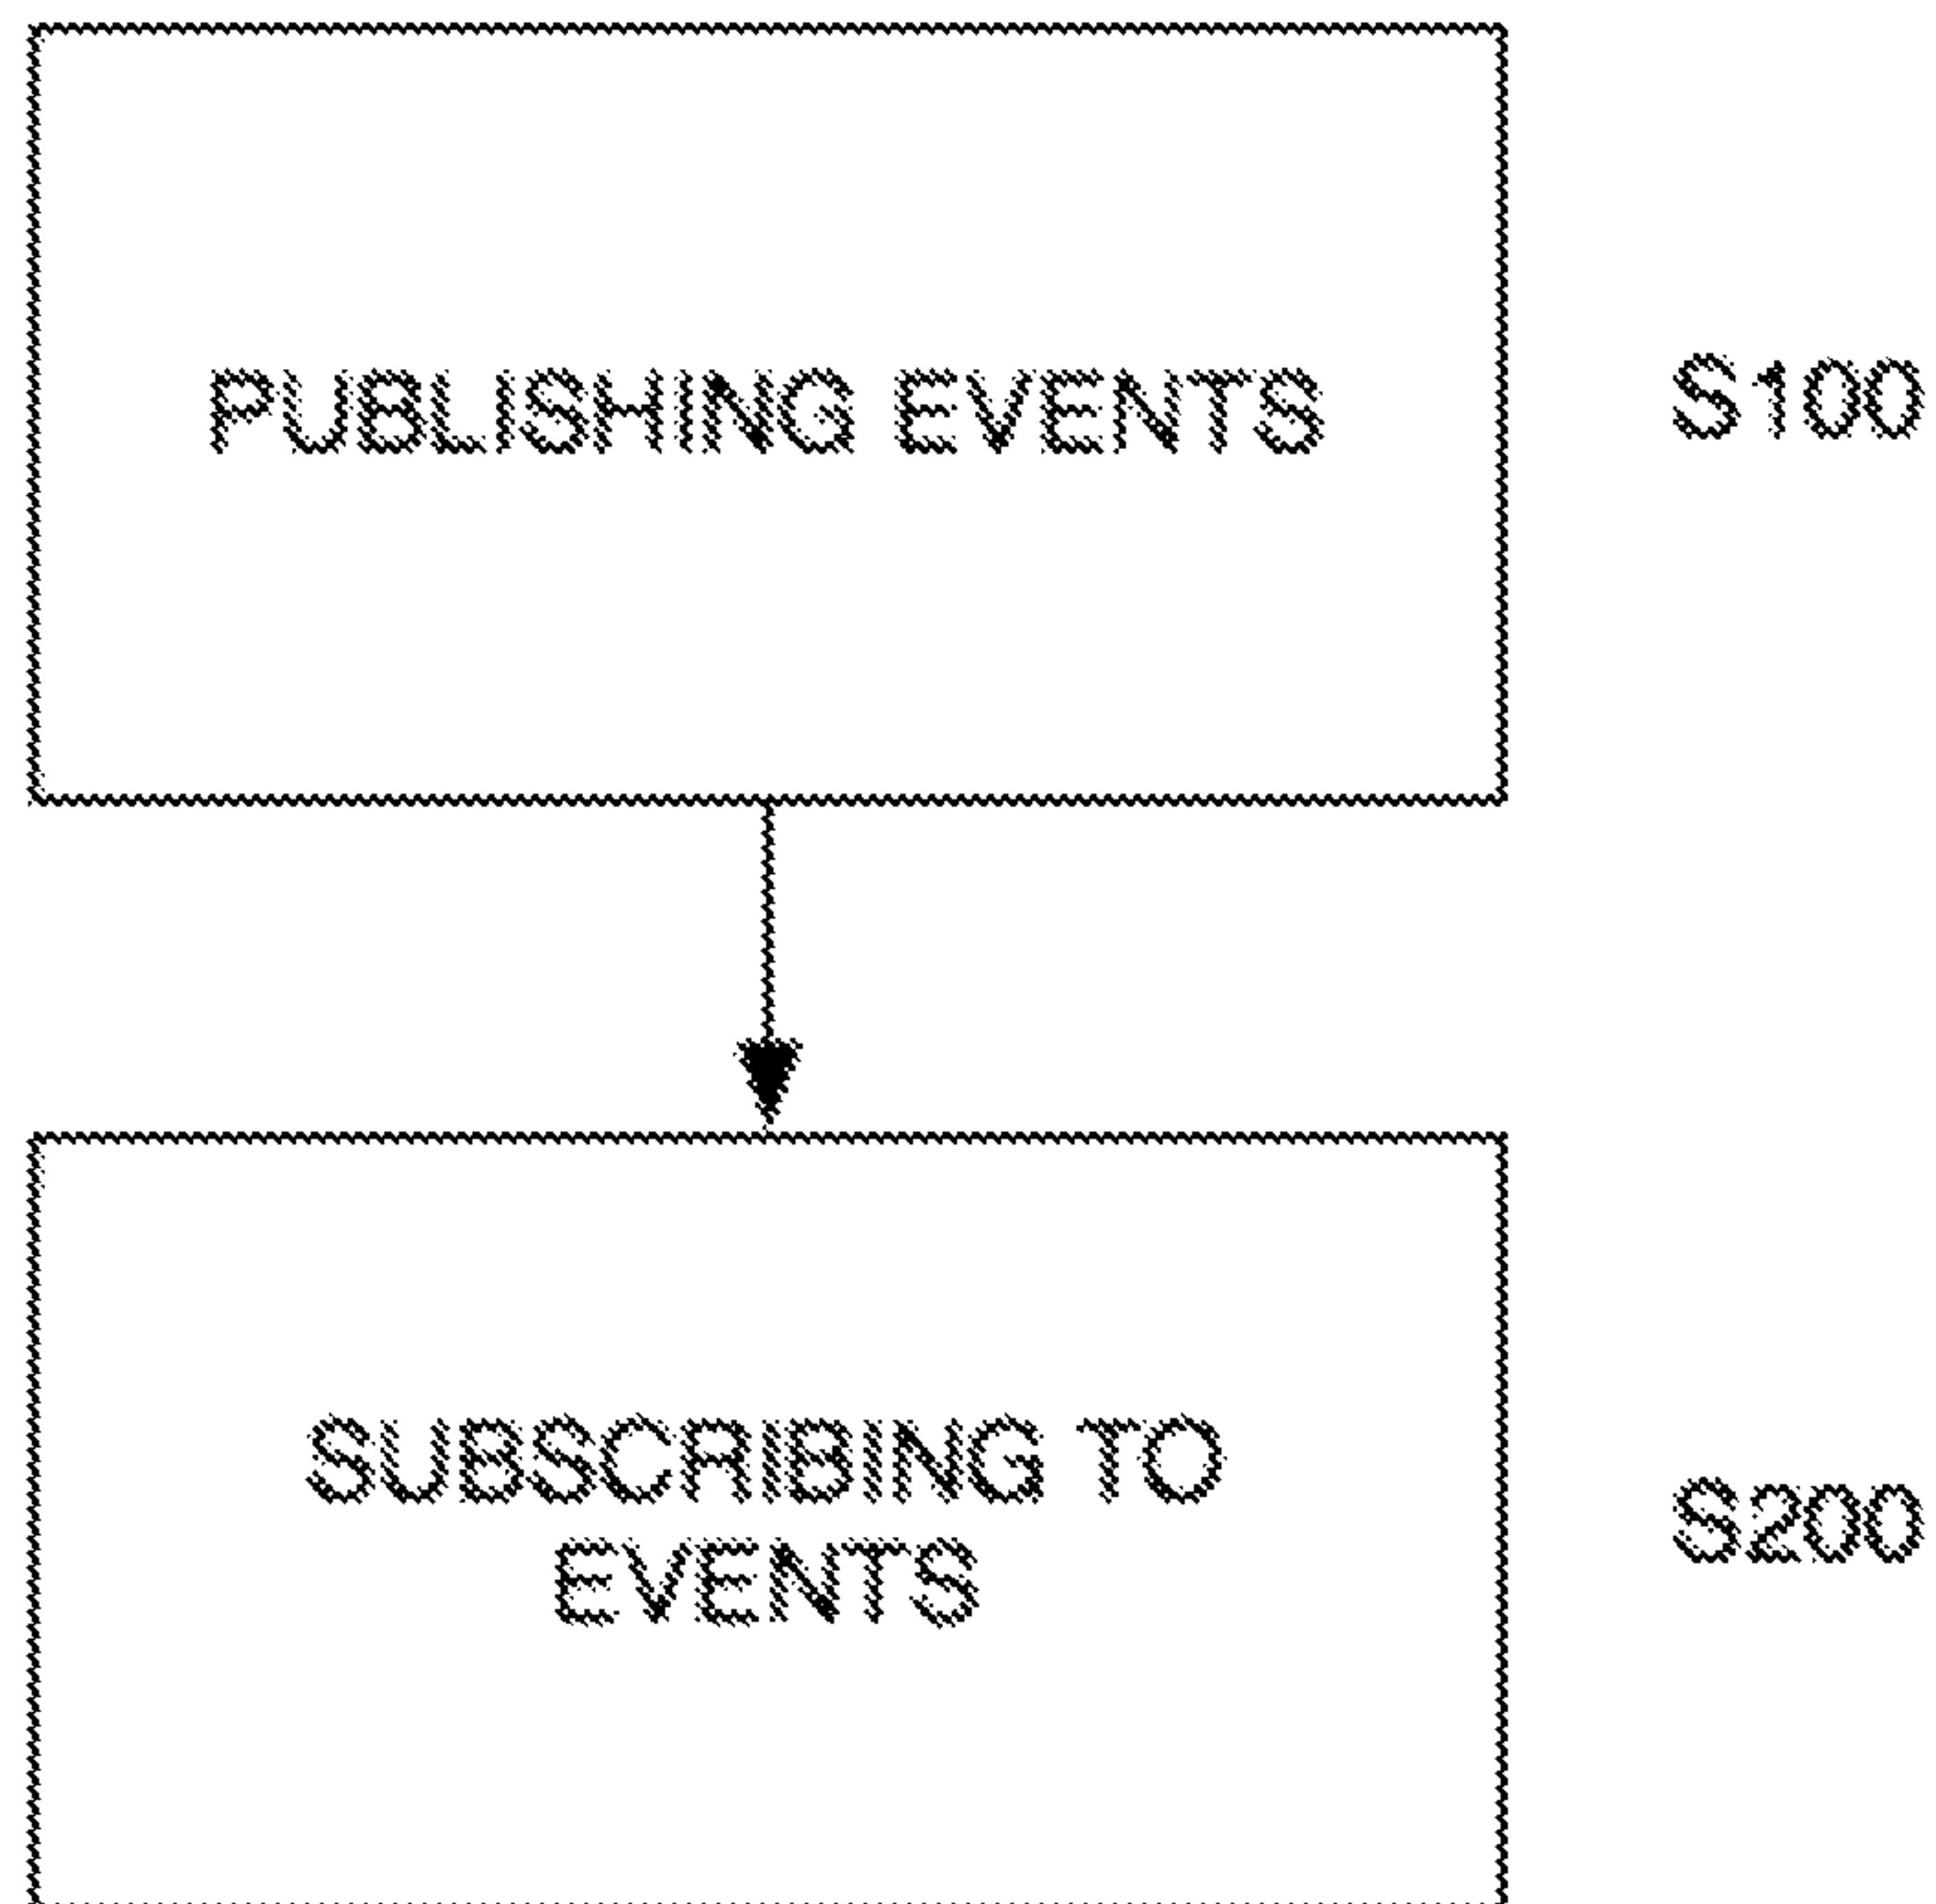 PUBLISHING EVENTS
S100
SUBSCRIBING TO
EVENTS
S200